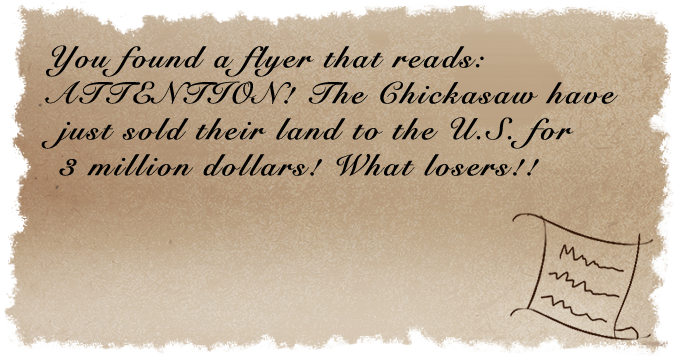 You found a flyer that reads:
ATTENTION! The Chickasaw have
just sold their land to the U.S. for
3 million dollars! What losers!!